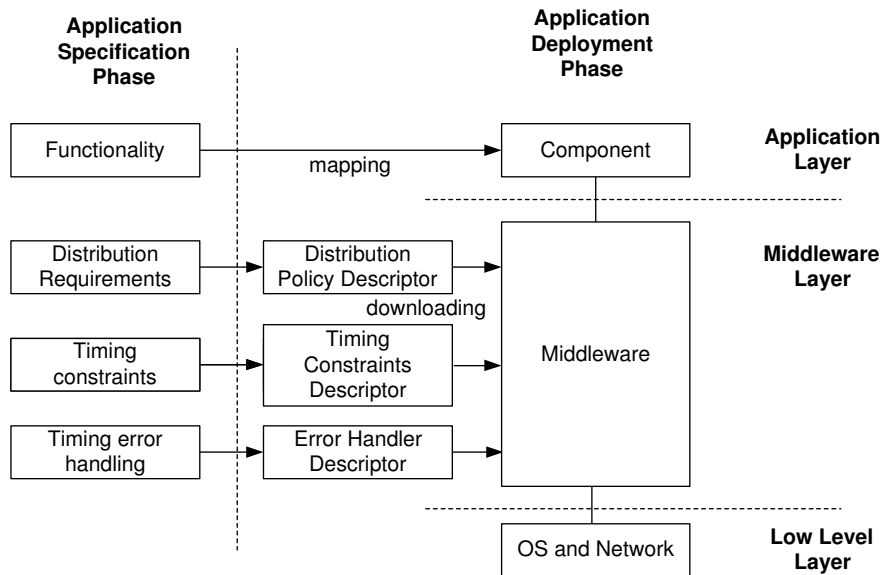 Application
Specification
Phase
Application
Deployment
Phase
Functionality
mapping
Component
Application
Layer
Distribution
Requirements
Distribution
Policy Descriptor
Middleware
Layer
downloading
Timing
constraints
Timing
Constraints
Descriptor
Middleware
Timing error
handling
Error Handler
Descriptor
OS and Network
Low Level
Layer